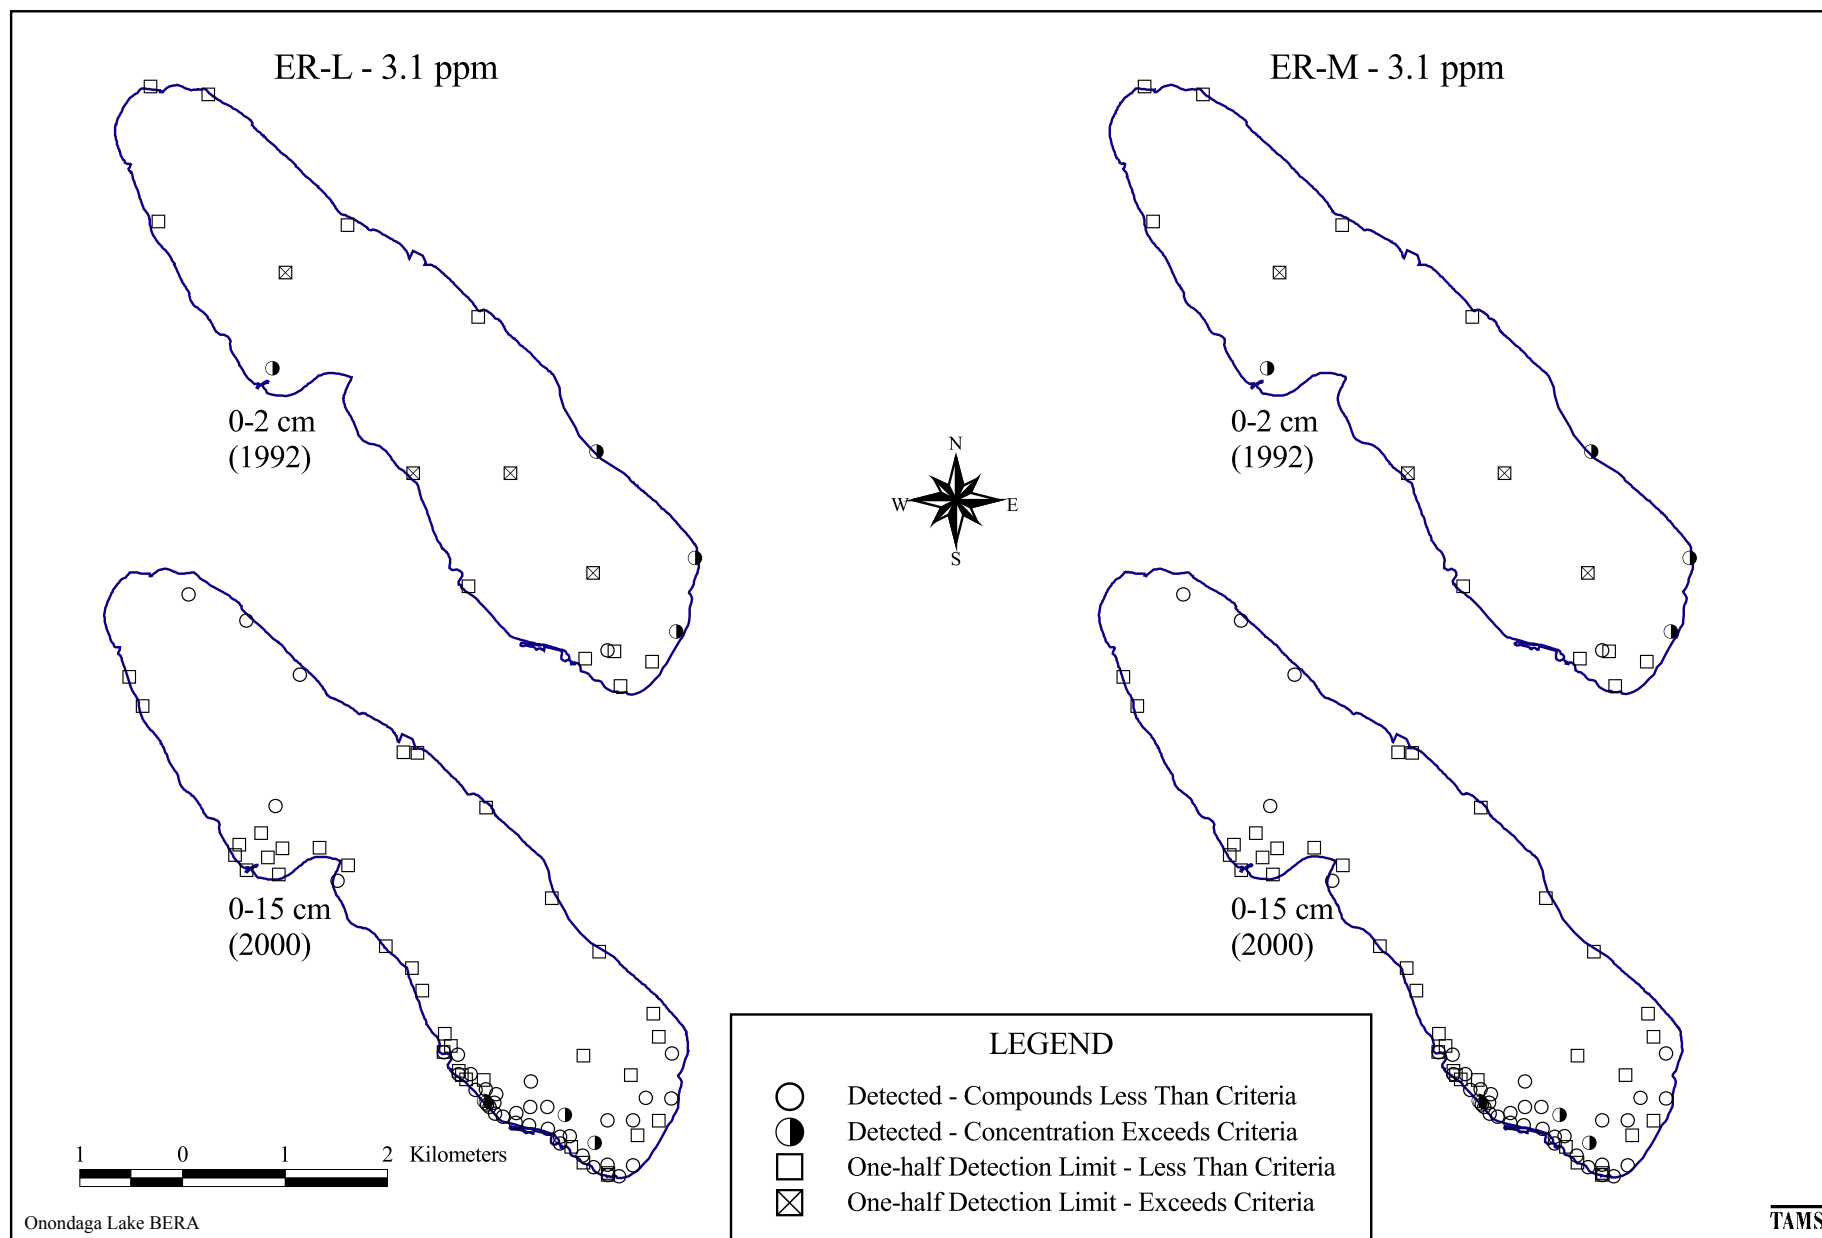 ER-L - 3.1 ppm
ER-M - 3.1 ppm
0-2 cm
(1992)
0-2 cm
(1992)
N
W
E
S
0-15 cm
(2000)
0-15 cm
(2000)
LEGEND
Detected - Compounds Less Than Criteria
Detected - Concentration Exceeds Criteria
One-half Detection Limit - Less Than Criteria
One-half Detection Limit - Exceeds Criteria
1 0 1 2 Kilometers
Onondaga Lake BERA
TAMS